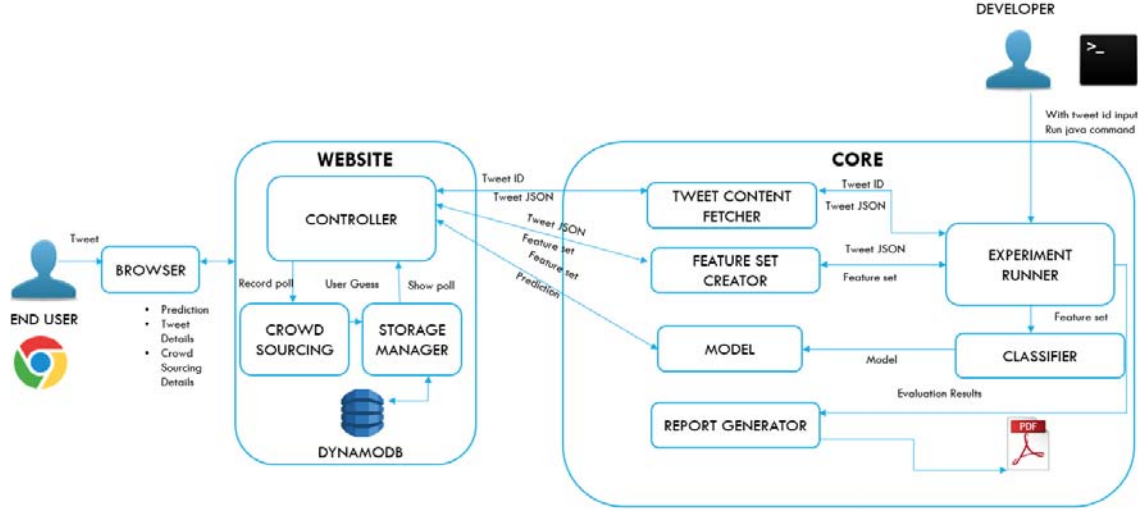 DEVELOPER
>_
With tweet id input
Run java command
WEBSITE
CORE
CONTROLLER
Tweet ID
Tweet JSON
TWEET CONTENT
FETCHER
Tweet ID
Tweet JSON
Tweet JSON
Feature set
Feature set
Prediction
FEATURE SET
CREATOR
Tweet JSON
Feature set
EXPERIMENT
RUNNER
Tweet
BROWSER
END USER
• Prediction
• Tweet
Details
• Crowd
Sourcing
Details
Record poll
User Guess
Show poll
CROWD
SOURCING
STORAGE
MANAGER
DYNAMODB
MODEL
Model
Feature set
CLASSIFIER
Evaluation Results
REPORT GENERATOR
PDF